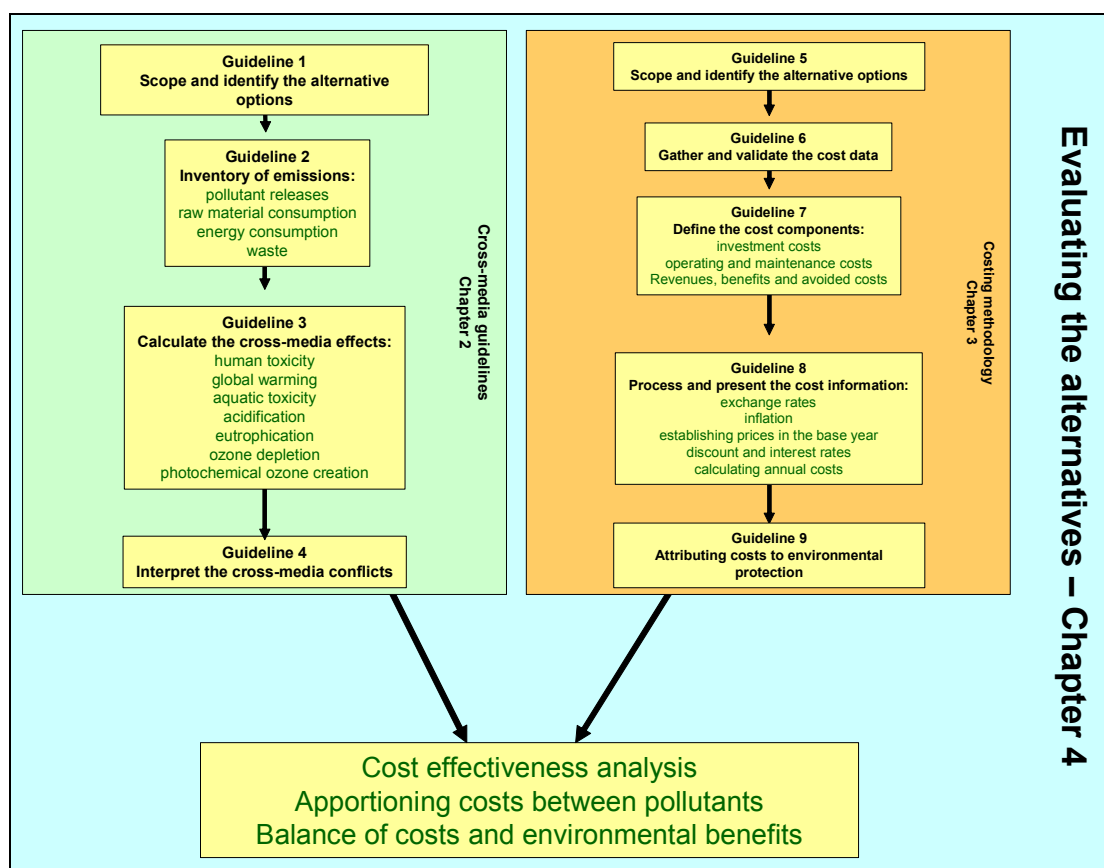 Guideline 1
Scope and identify the alternative
options
Guideline 2
Inventory of emissions:
pollutant releases
raw material consumption
energy consumption
waste
Guideline 3
Calculate the cross-media effects:
human toxicity
global warming
aquatic toxicity
acidification
eutrophication
ozone depletion
photochemical ozone creation
Guideline 4
Interpret the cross-media conflicts
Cross-media guidelines
Chapter 2
Guideline 5
Scope and identify the alternative options
Guideline 6
Gather and validate the cost data
Guideline 7
Define the cost components:
investment costs
operating and maintenance costs
Revenues, benefits and avoided costs
Guideline 8
Process and present the cost information:
exchange rates
inflation
establishing prices in the base year
discount and interest rates
calculating annual costs
Guideline 9
Attributing costs to environmental
protection
Costing methodology
Chapter 3
Evaluating the alternatives – Chapter 4
Cost effectiveness analysis
Apportioning costs between pollutants
Balance of costs and environmental benefits